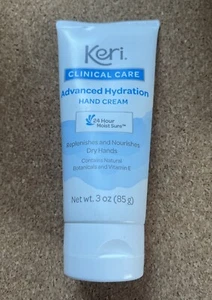 Keri.
CLINICAL CARE
Advanced Hydration
HAND CREAM
24 Hour
Moist Sure™
Replenishes and Nourishes
Dry Hands
Contains Natural
Botanicals and Vitamin E
Net wt. 3 oz (85g)